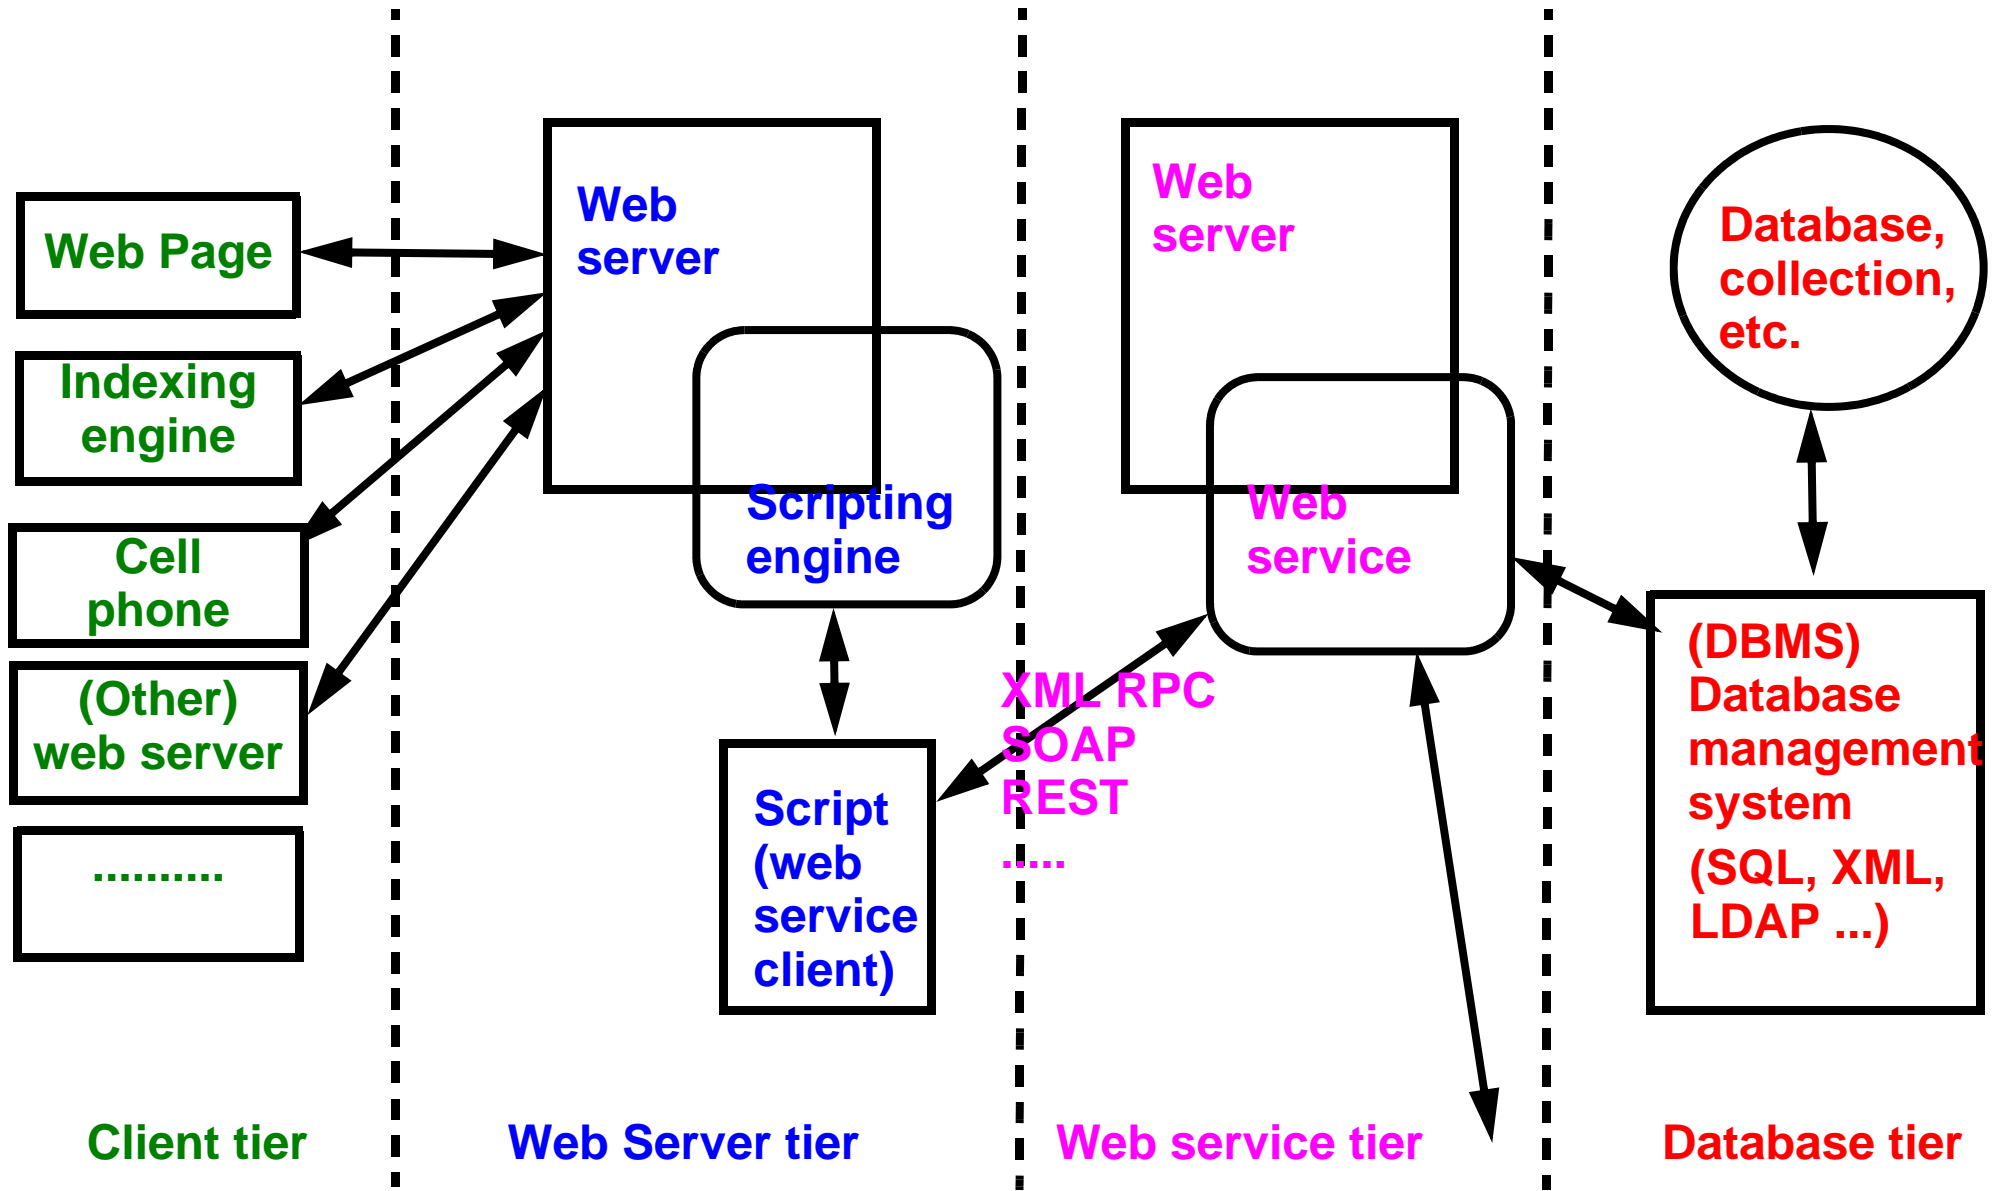 Web Page
Indexing
engine
Cell
phone
(Other)
web server
..........
Client tier
Web
server
Scripting
engine
Script
(web
service
client)
Web Server tier
XML RPC
SOAP
REST
.....
Web
server
Web
service
Web service tier
Database,
collection,
etc.
(DBMS)
Database
management
system
(SQL, XML,
LDAP ...)
Database tier